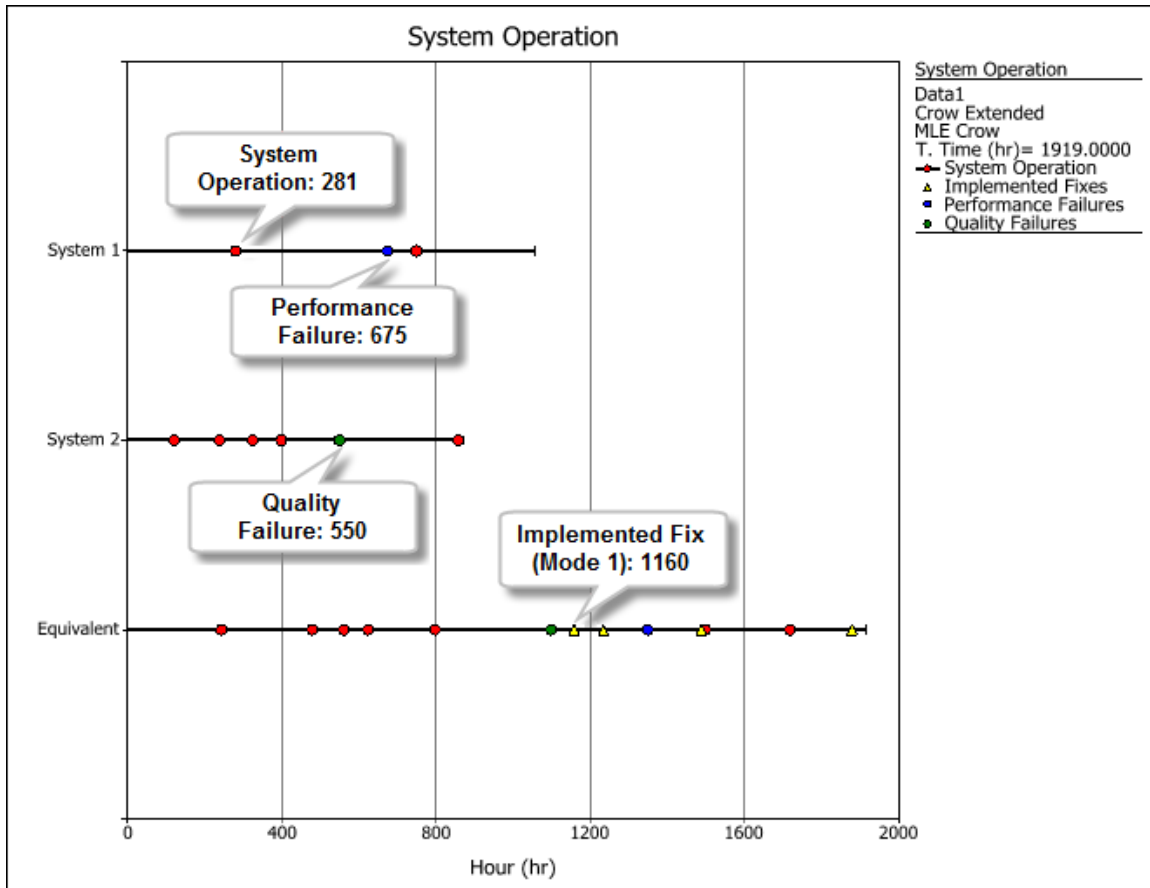 System Operation
System Operation
Data1
Crow Extended
MLE Crow
T. Time (hr)= 1919.0000
System Operation
Implemented Fixes
Performance Failures
Quality Failures
System
Operation: 281
System 1
Performance
Failure: 675
System 2
Quality
Failure: 550
Implemented Fix
(Mode 1): 1160
Equivalent
0
400
800
1200
1600
2000
Hour (hr)